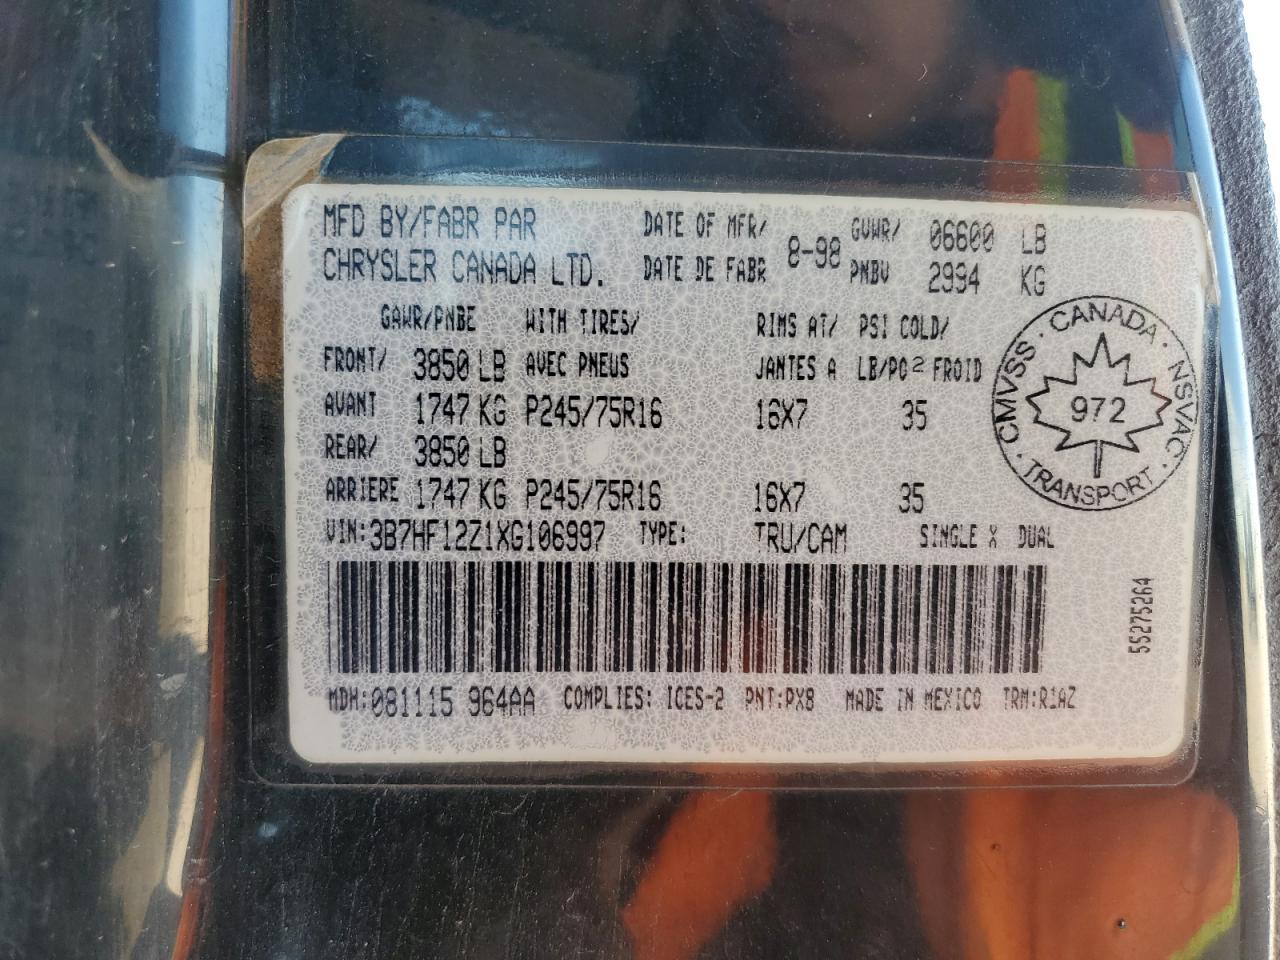 MFD BY/FABR PAR DATE OF MFR/ 8-98 GVWR/ 06600 LB
CHRYSLER CANADA LTD. DATE DE FABR PNBV 2994 KG
GAWR/PNBE WITH TIRES/ RIMS AT/ PSI COLD/
FRONT/ 3850 LB AVEC PNEUS JANTES A LB/PO² FROID
AVANT 1747 KG P245/75R16 16X7 35
REAR/ 3850 LB
ARRIERE 1747 KG P245/75R16 16X7 35
VIN:3B7HF12Z1XG106997 TYPE: TRU/CAM SINGLE X DUAL
MDH:081115 964AA COMPLIES: ICES-2 PNT:PX8 MADE IN MEXICO TRM:R1AZ
CMVSS · CANADA · NSVAC · TRANSPORT ·
972
55275264